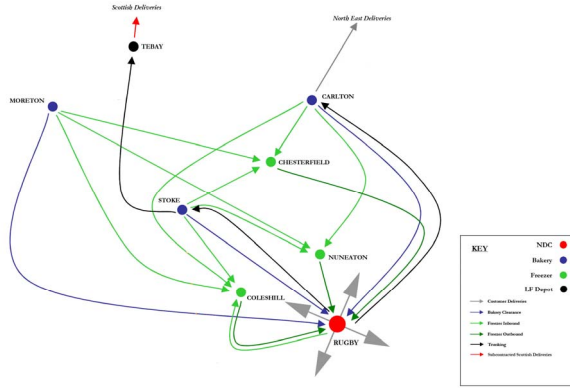 Scottish Deliveries
North East Deliveries
TEBAY
MORETON
CARLTON
CHESTERFIELD
STOKE
NUNEATON
COLESHILL
RUGBY
KEY
NDC
Bakery
Freezer
LF Depot
Customer Deliveries
Bakery Clearance
Freezer Inbound
Freezer Outbound
Trunking
Subcontracted Scottish Deliveries